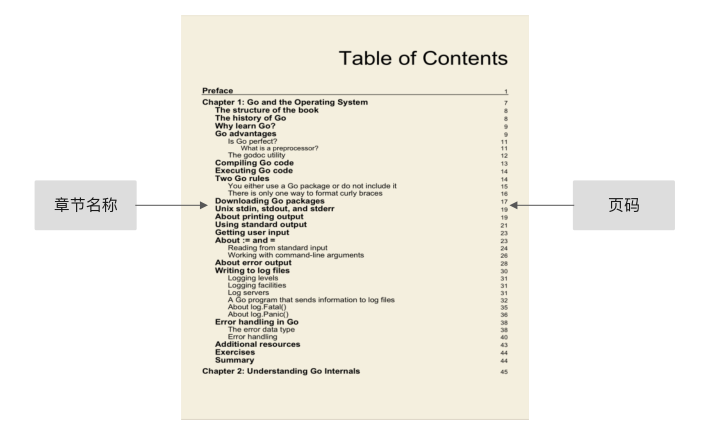 Table of Contents
Preface 1
Chapter 1: Go and the Operating System 7
The structure of the book 8
The history of Go 8
Why learn Go? 9
Go advantages 9
Is Go perfect? 11
What is a preprocessor? 11
The godoc utility 12
Compiling Go code 13
Executing Go code 14
Two Go rules 14
You either use a Go package or do not include it 15
There is only one way to format curly braces 16
章节名称
Downloading Go packages 17
页码
Unix stdin, stdout, and stderr 19
About printing output 19
Using standard output 21
Getting user input 23
About := and = 23
Reading from standard input 24
Working with command-line arguments 26
About error output 28
Writing to log files 30
Logging levels 31
Logging facilities 31
Log servers 31
A Go program that sends information to log files 32
About log.Fatal() 35
About log.Panic() 36
Error handling in Go 38
The error data type 38
Error handling 40
Additional resources 43
Exercises 44
Summary 44
Chapter 2: Understanding Go Internals 45